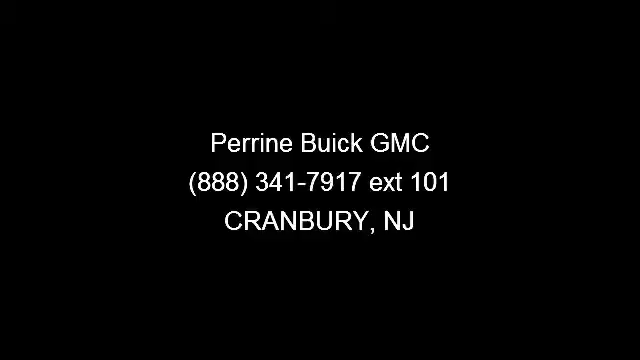 Perrine Buick GMC
(888) 341-7917 ext 101
CRANBURY, NJ